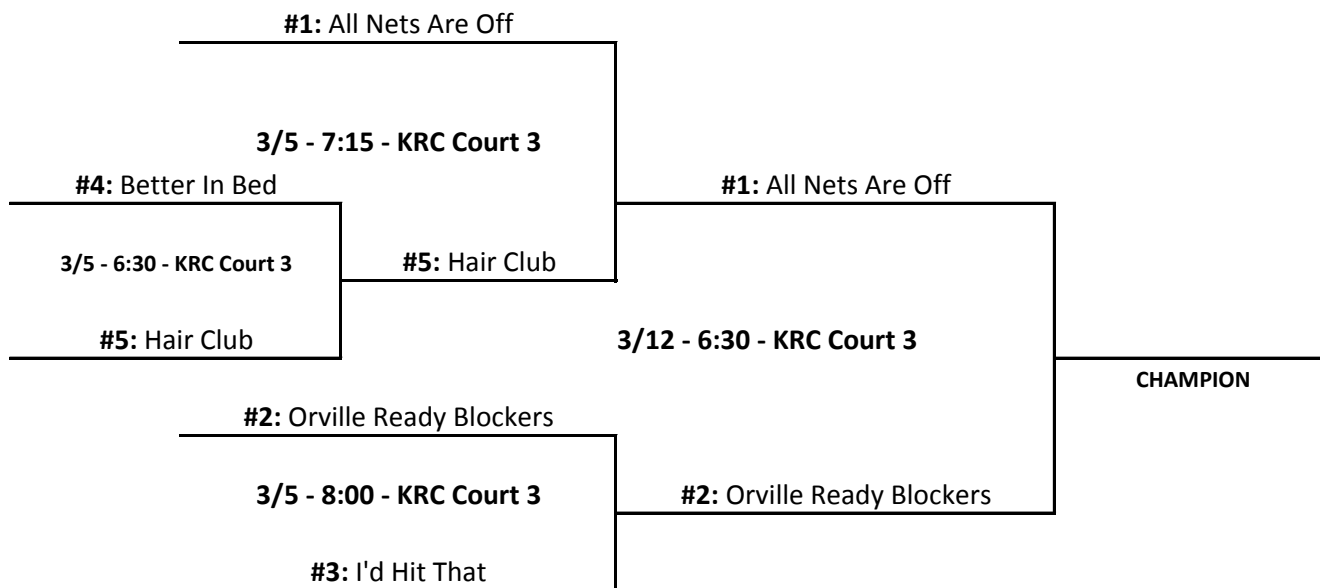 #1: All Nets Are Off
3/5 - 7:15 - KRC Court 3
#4: Better In Bed
#1: All Nets Are Off
3/5 - 6:30 - KRC Court 3
#5: Hair Club
#5: Hair Club
3/12 - 6:30 - KRC Court 3
CHAMPION
#2: Orville Ready Blockers
3/5 - 8:00 - KRC Court 3
#2: Orville Ready Blockers
#3: I'd Hit That